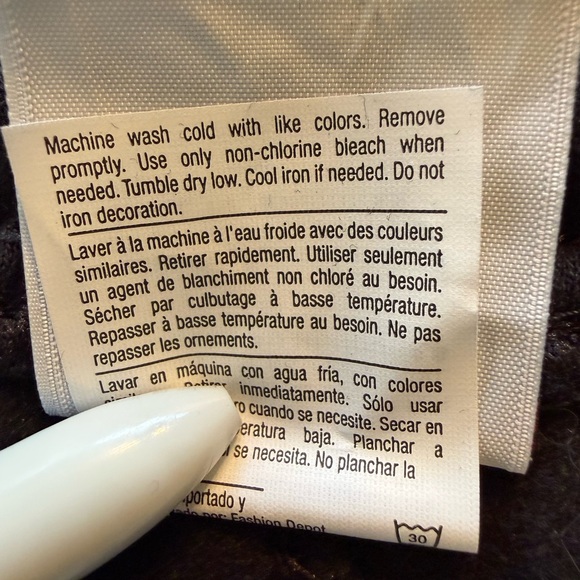 Machine wash cold with like colors. Remove
promptly. Use only non-chlorine bleach when
needed. Tumble dry low. Cool iron if needed. Do not
iron decoration.
Laver à la machine à l'eau froide avec des couleurs
similaires. Retirer rapidement. Utiliser seulement
un agent de blanchiment non chloré au besoin.
Sécher par culbutage à basse température.
Repasser à basse température au besoin. Ne pas
repasser les ornements.
Lavar en máquina con agua fría, con colores
Retirar inmediatamente. Sólo usar
cuando se necesite. Secar en
baja. Planchar a
se necesita. No planchar la
portado y
por: Fashion Depot
30